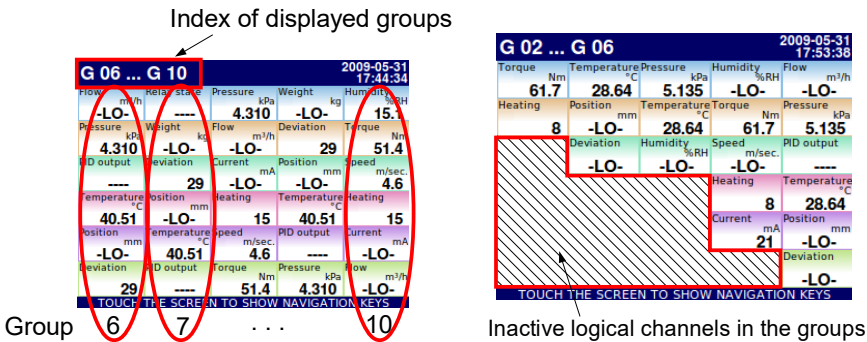 Index of displayed groups
G 06 ... G 10
2009-05-31
17:44:34
Flow Relay state Pressure Weight Humidity
m³/h kPa kg %RH
-LO- ---- 4.310 -LO- 15.1
Pressure Weight Flow Deviation Torque
kPa kg m³/h Nm
4.310 -LO- -LO- 29 51.4
PID output Deviation Current Position Speed
mA mm m/sec.
---- 29 -LO- -LO- 4.6
Temperature Position Heating Temperature Heating
°C mm °C
40.51 -LO- 15 40.51 15
Position Temperature Speed PID output Current
mm °C m/sec. mA
-LO- 40.51 4.6 ---- -LO-
Deviation PID output Torque Pressure Flow
Nm kPa m³/h
29 ---- 51.4 4.310 -LO-
TOUCH THE SCREEN TO SHOW NAVIGATION KEYS
Group 6 7 . . . 10
G 02 ... G 06
2009-05-31
17:53:38
Torque Temperature Pressure Humidity Flow
Nm °C kPa %RH m³/h
61.7 28.64 5.135 -LO- -LO-
Heating Position Temperature Torque Pressure
mm °C Nm kPa
8 -LO- 28.64 61.7 5.135
Deviation Humidity Speed PID output
%RH m/sec.
-LO- -LO- -LO- ----
Heating Temperature
°C
8 28.64
Current Position
mA mm
21 -LO-
Deviation
-LO-
TOUCH THE SCREEN TO SHOW NAVIGATION KEYS
Inactive logical channels in the groups